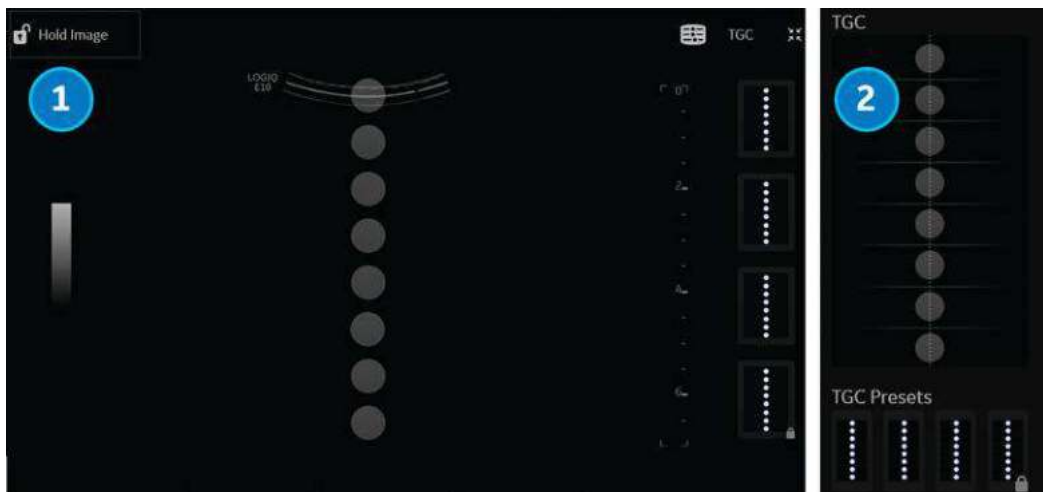 Hold Image
TGC
1
LOGIQ
E10
0
2
4
6
TGC
2
TGC Presets